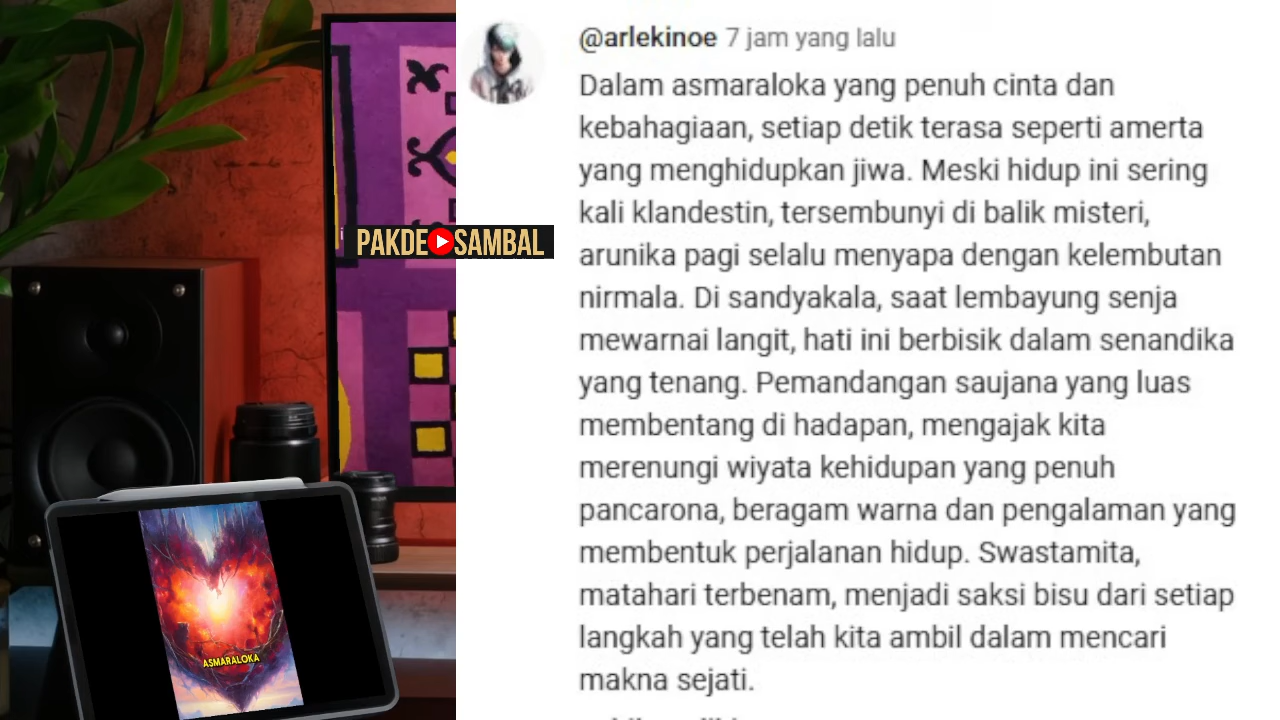 @arlekinoe 7 jam yang lalu
Dalam asmaraloka yang penuh cinta dan
kebahagiaan, setiap detik terasa seperti amerta
yang menghidupkan jiwa. Meski hidup ini sering
kali klandestin, tersembunyi di balik misteri,
arunika pagi selalu menyapa dengan kelembutan
nirmala. Di sandyakala, saat lembayung senja
mewarnai langit, hati ini berbisik dalam senandika
yang tenang. Pemandangan saujana yang luas
membentang di hadapan, mengajak kita
merenungi wiyata kehidupan yang penuh
pancarona, beragam warna dan pengalaman yang
membentuk perjalanan hidup. Swastamita,
matahari terbenam, menjadi saksi bisu dari setiap
langkah yang telah kita ambil dalam mencari
makna sejati.
PAKDE SAMBAL
ASMARALOKA